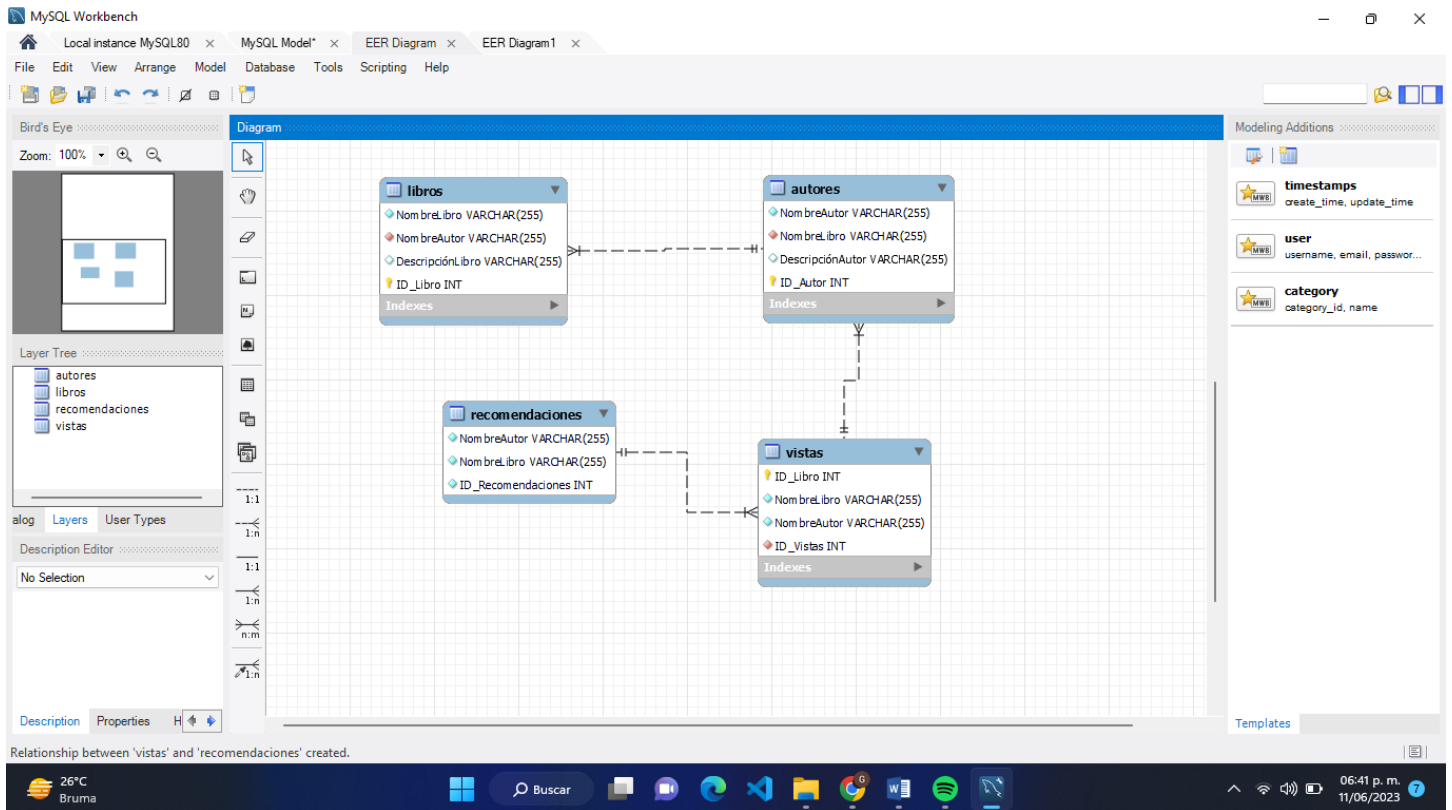 MySQL Workbench
Local instance MySQL80 × MySQL Model* × EER Diagram × EER Diagram1 ×
File Edit View Arrange Model Database Tools Scripting Help
Bird's Eye
Zoom: 100%
Diagram
Modeling Additions
timestamps
create_time, update_time
user
username, email, passwor...
category
category_id, name
libros
NombreLibro VARCHAR(255)
NombreAutor VARCHAR(255)
DescripciónLibro VARCHAR(255)
ID_Libro INT
Indexes
autores
NombreAutor VARCHAR(255)
NombreLibro VARCHAR(255)
DescripciónAutor VARCHAR(255)
ID_Autor INT
Indexes
Layer Tree
autores
libros
recomendaciones
vistas
recomendaciones
NombreAutor VARCHAR(255)
NombreLibro VARCHAR(255)
ID_Recomendaciones INT
vistas
ID_Libro INT
NombreLibro VARCHAR(255)
NombreAutor VARCHAR(255)
ID_Vistas INT
Indexes
1:1
1:n
1:1
1:n
n:m
1:n
alog Layers User Types
Description Editor
No Selection
Description Properties H
Templates
Relationship between 'vistas' and 'recomendaciones' created.
26°C
Bruma
Buscar
06:41 p. m.
11/06/2023
7